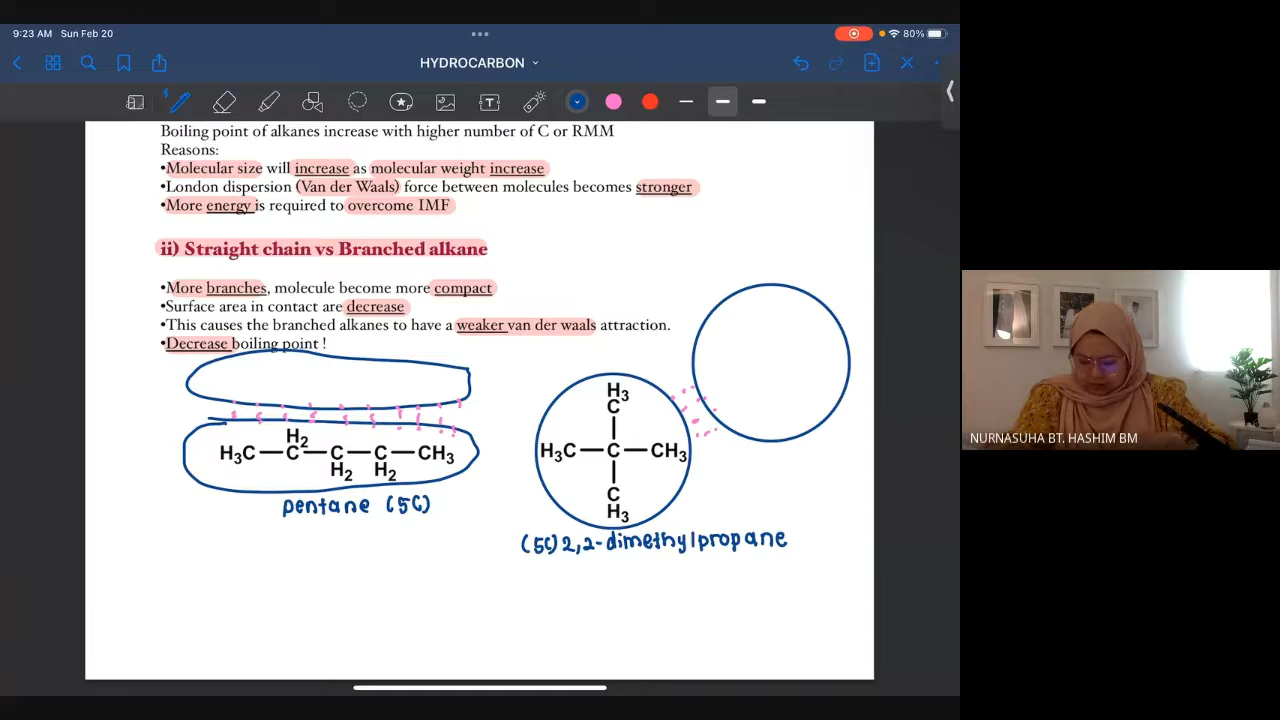 9:23 AM Sun Feb 20
80%
HYDROCARBON
Boiling point of alkanes increase with higher number of C or RMM
Reasons:
•Molecular size will increase as molecular weight increase
•London dispersion (Van der Waals) force between molecules becomes stronger
•More energy is required to overcome IMF
ii) Straight chain vs Branched alkane
•More branches, molecule become more compact
•Surface area in contact are decrease
•This causes the branched alkanes to have a weaker van der waals attraction.
•Decrease boiling point !
H₂
H₃C—C—C—C—CH₃
H₂ H₂
pentane (5C)
H₃
C
H₃C—C—CH₃
C
H₃
(5C) 2,2-dimethylpropane
NURNASUHA BT. HASHIM BM